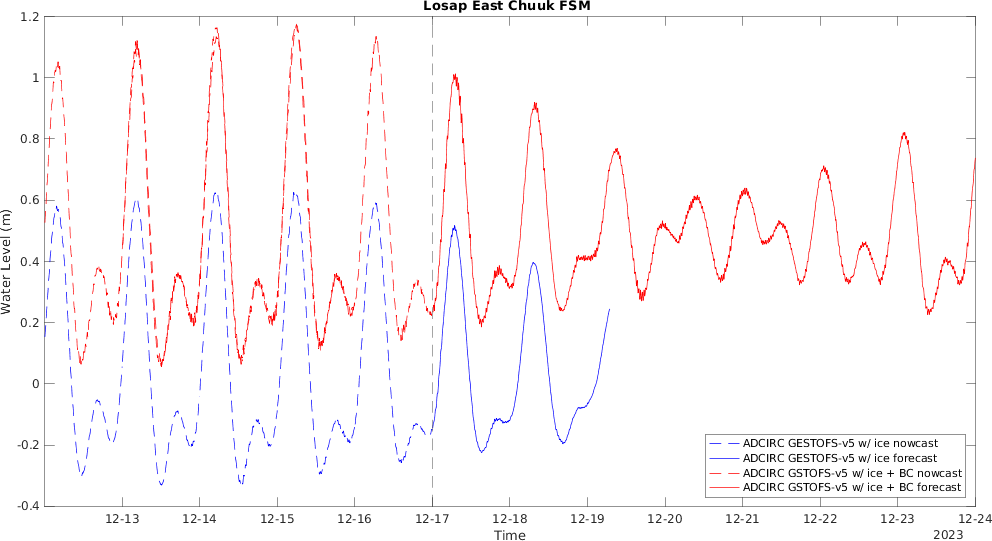 Losap East Chuuk FSM
Water Level (m)
1.2
1
0.8
0.6
0.4
0.2
0
-0.2
-0.4
ADCIRC GESTOFS-v5 w/ ice nowcast
ADCIRC GESTOFS-v5 w/ ice forecast
ADCIRC GSTOFS-v5 w/ ice + BC nowcast
ADCIRC GSTOFS-v5 w/ ice + BC forecast
12-13 12-14 12-15 12-16 12-17 12-18 12-19 12-20 12-21 12-22 12-23 12-24
Time
2023